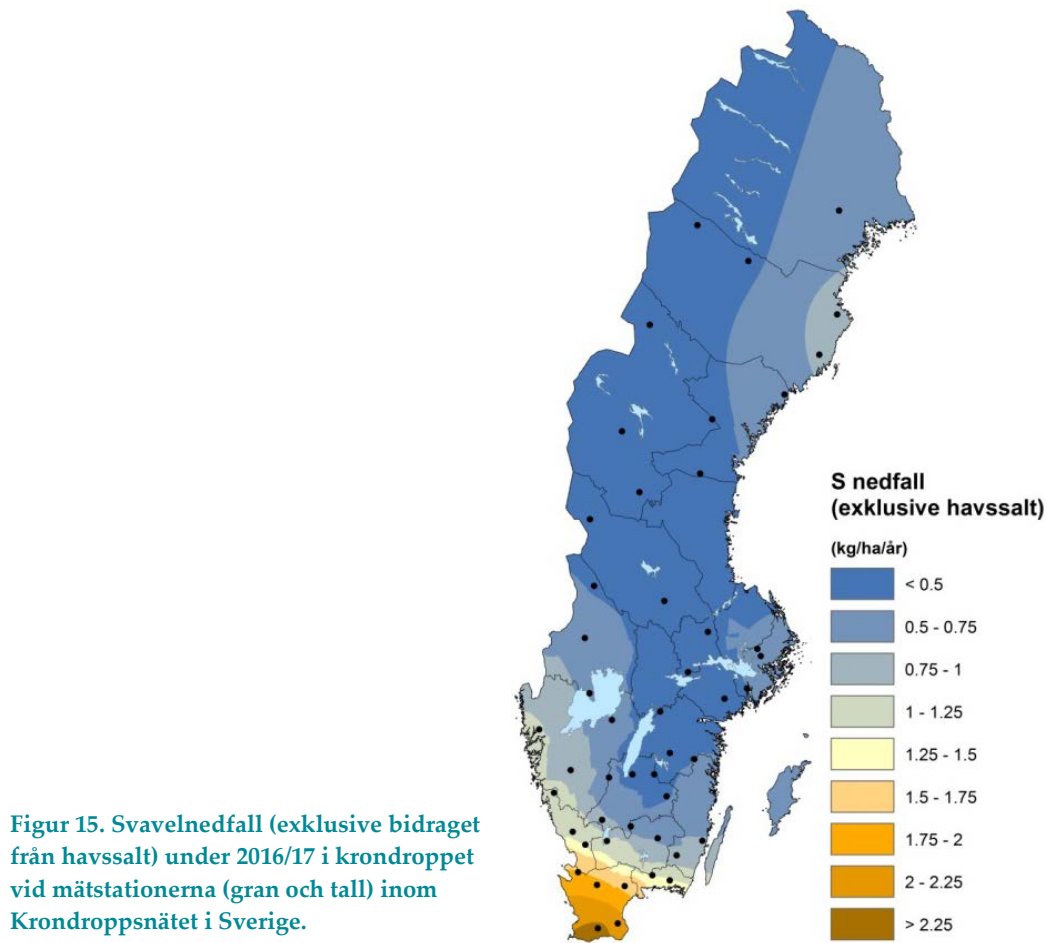 S nedfall
(exklusive havssalt)
(kg/ha/år)
< 0.5
0.5 - 0.75
0.75 - 1
1 - 1.25
1.25 - 1.5
1.5 - 1.75
1.75 - 2
2 - 2.25
> 2.25
Figur 15. Svavelnedfall (exklusive bidraget
från havssalt) under 2016/17 i krondroppet
vid mätstationerna (gran och tall) inom
Krondroppsnätet i Sverige.